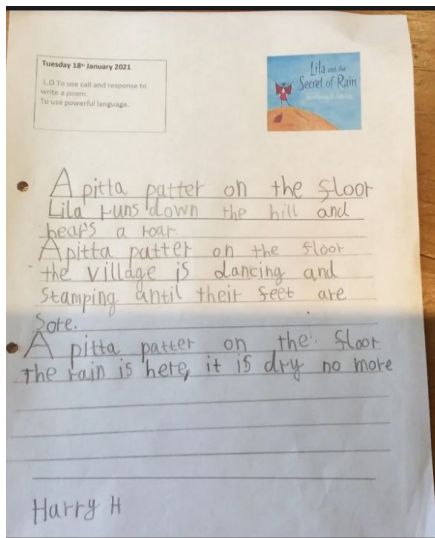 Tuesday 18th January 2021
L.O To use call and response to
write a poem.
To use powerful language.
Lila and the
Secret of Rain
A pitta patter on the floor
Lila runs down the hill and
hears a roar.
A pitta patter on the floor
the village is dancing and
stamping antil their feet are
sore.
A pitta patter on the floor
The rain is here, it is dry no more
Harry H